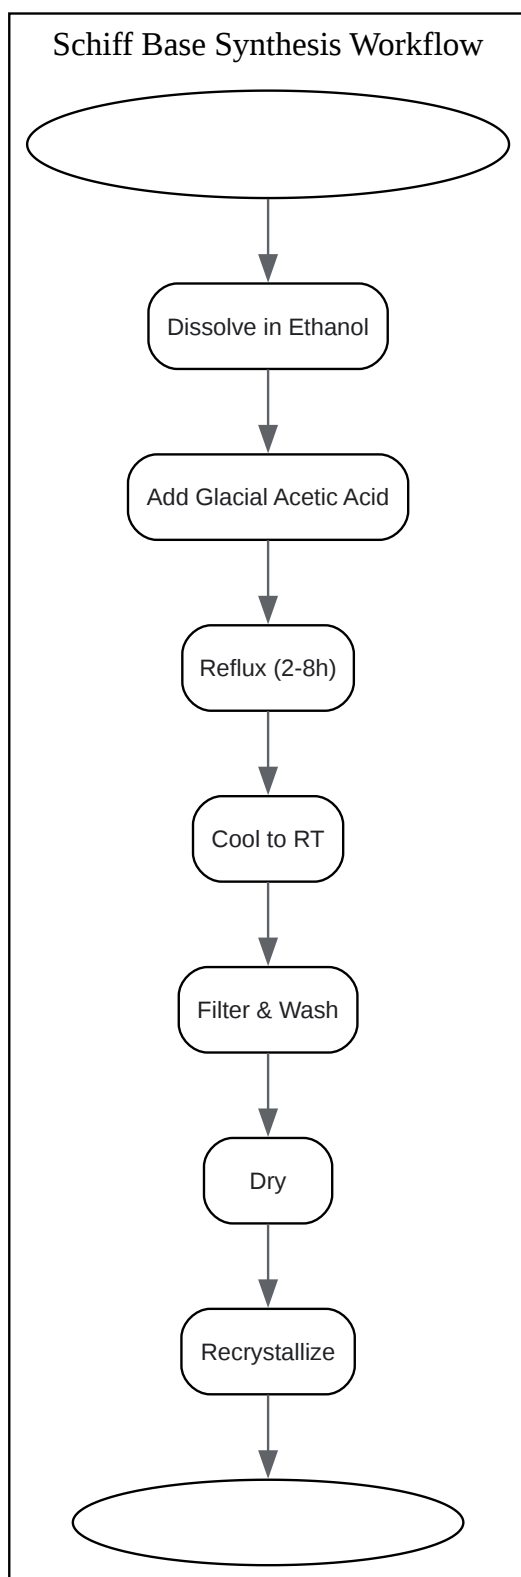 Schiff Base Synthesis Workflow
Dissolve in Ethanol
Add Glacial Acetic Acid
Reflux (2-8h)
Cool to RT
Filter & Wash
Dry
Recrystallize